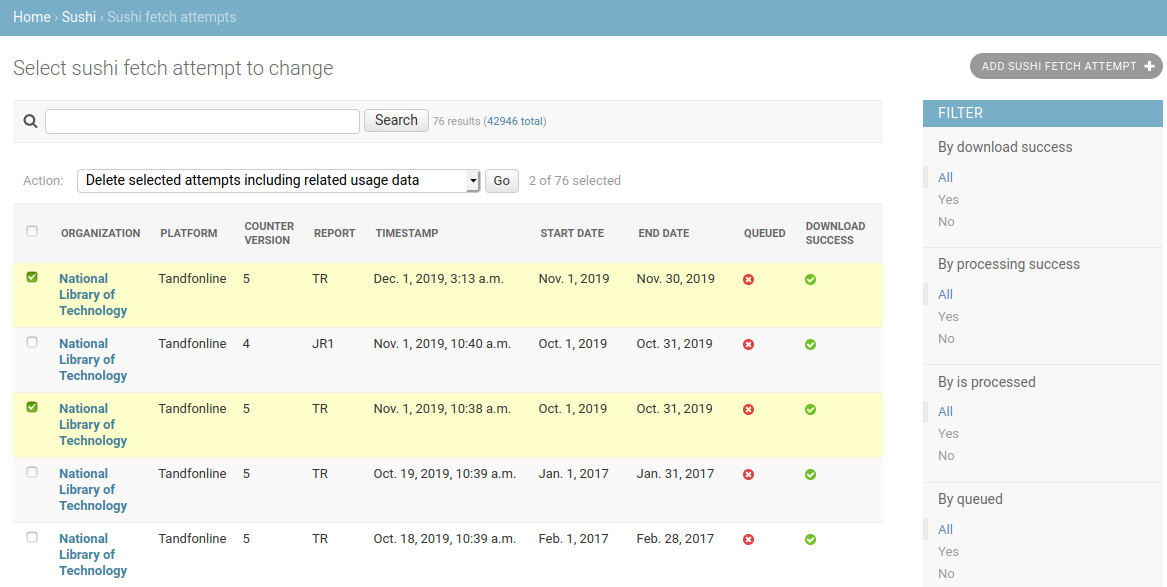 Home › Sushi › Sushi fetch attempts
Select sushi fetch attempt to change
ADD SUSHI FETCH ATTEMPT +
Search 76 results (42946 total)
Action: Delete selected attempts including related usage data Go 2 of 76 selected
ORGANIZATION PLATFORM COUNTER VERSION REPORT TIMESTAMP START DATE END DATE QUEUED DOWNLOAD SUCCESS
National Tandfonline 5 TR Dec. 1, 2019, 3:13 a.m. Nov. 1, 2019 Nov. 30, 2019
Library of
Technology
National Tandfonline 4 JR1 Nov. 1, 2019, 10:40 a.m. Oct. 1, 2019 Oct. 31, 2019
Library of
Technology
National Tandfonline 5 TR Nov. 1, 2019, 10:38 a.m. Oct. 1, 2019 Oct. 31, 2019
Library of
Technology
National Tandfonline 5 TR Oct. 19, 2019, 10:39 a.m. Jan. 1, 2017 Jan. 31, 2017
Library of
Technology
National Tandfonline 5 TR Oct. 18, 2019, 10:39 a.m. Feb. 1, 2017 Feb. 28, 2017
Library of
Technology
FILTER
By download success
All
Yes
No
By processing success
All
Yes
No
By is processed
All
Yes
No
By queued
All
Yes
No